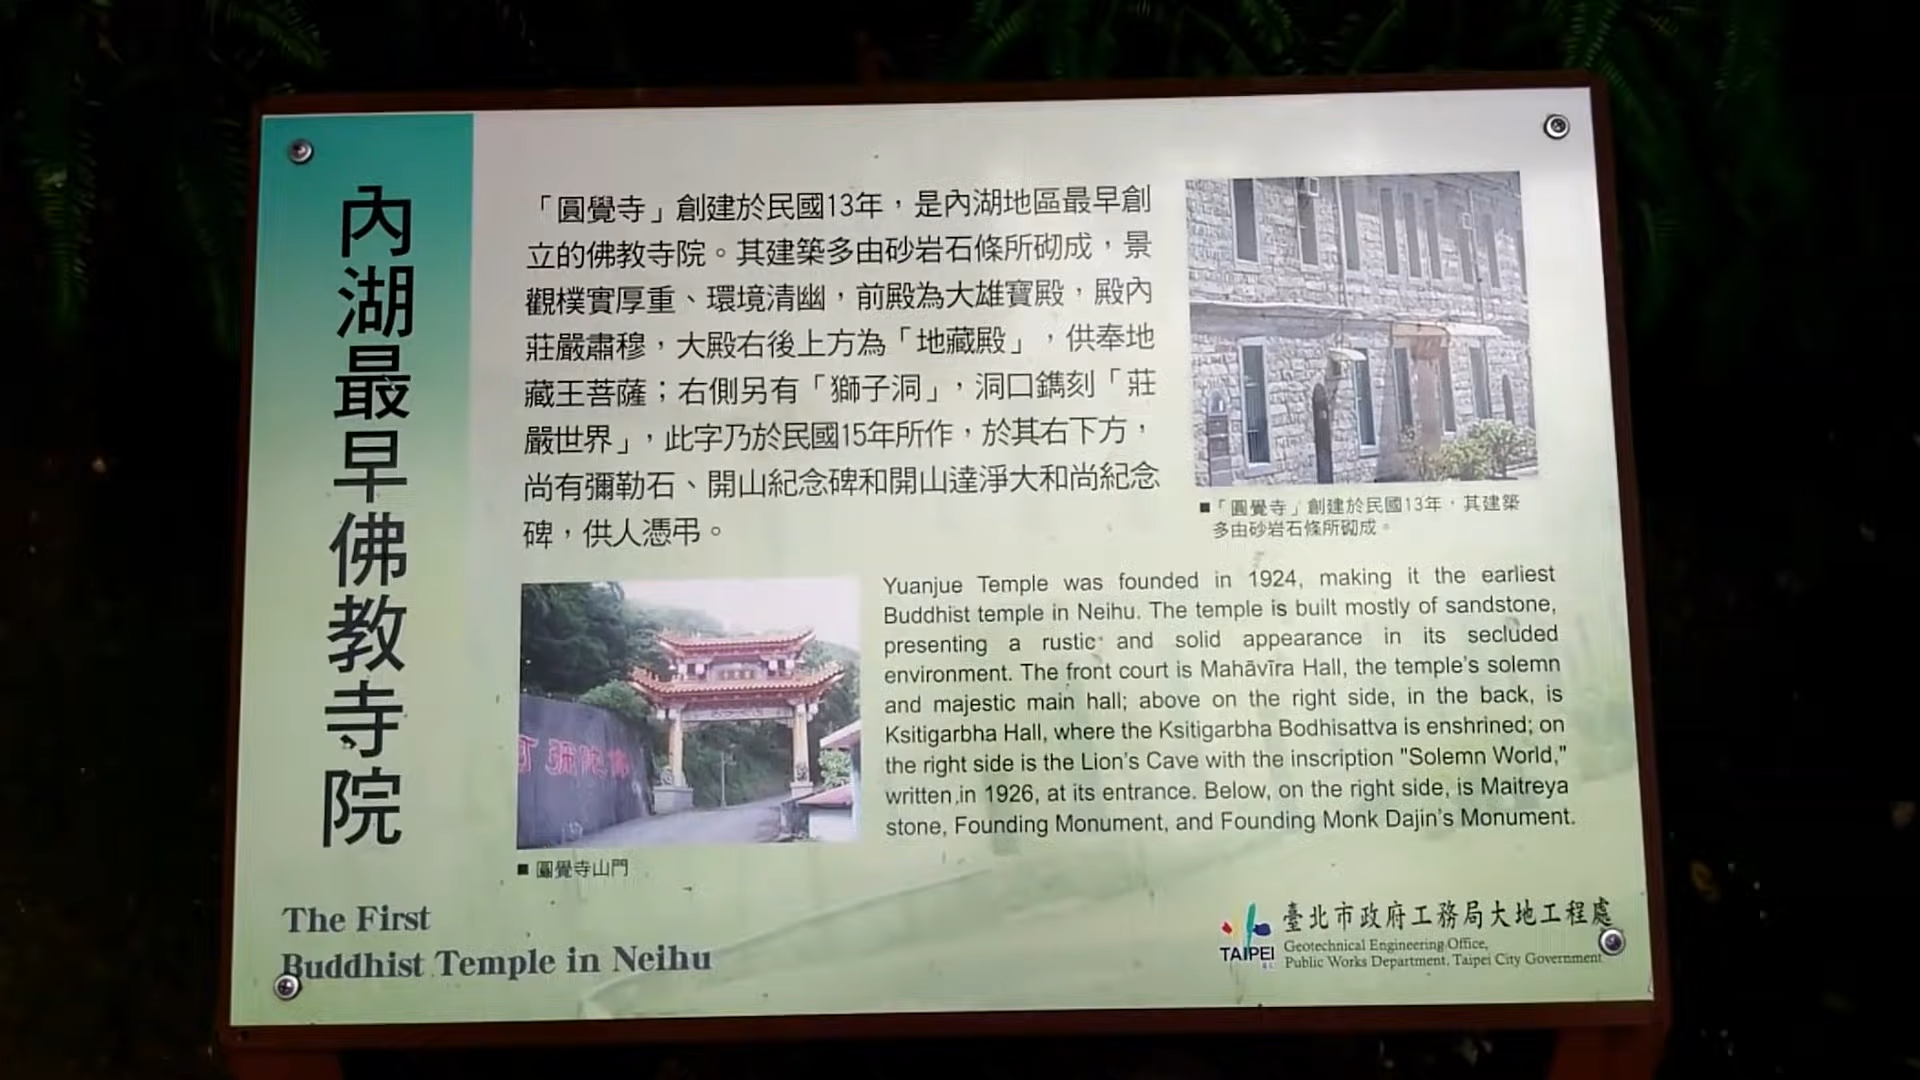 內湖最早佛教寺院
The First
Buddhist Temple in Neihu
「圓覺寺」創建於民國13年，是內湖地區最早創
立的佛教寺院。其建築多由砂岩石條所砌成，景
觀樸實厚重、環境清幽，前殿為大雄寶殿，殿內
莊嚴肅穆，大殿右後上方為「地藏殿」，供奉地
藏王菩薩；右側另有「獅子洞」，洞口鐫刻「莊
嚴世界」，此字乃於民國15年所作，於其右下方，
尚有彌勒石、開山紀念碑和開山達淨大和尚紀念
碑，供人憑弔。
■「圓覺寺」創建於民國13年，其建築
多由砂岩石條所砌成。
Yuanjue Temple was founded in 1924, making it the earliest
Buddhist temple in Neihu. The temple is built mostly of sandstone,
presenting a rustic and solid appearance in its secluded
environment. The front court is Mahāvīra Hall, the temple's solemn
and majestic main hall; above on the right side, in the back, is
Ksitigarbha Hall, where the Ksitigarbha Bodhisattva is enshrined; on
the right side is the Lion's Cave with the inscription "Solemn World,"
written in 1926, at its entrance. Below, on the right side, is Maitreya
stone, Founding Monument, and Founding Monk Dajin's Monument.
彌陀佛
■ 圓覺寺山門
TAIPEI
臺北市政府工務局大地工程處
Geotechnical Engineering Office,
Public Works Department, Taipei City Government